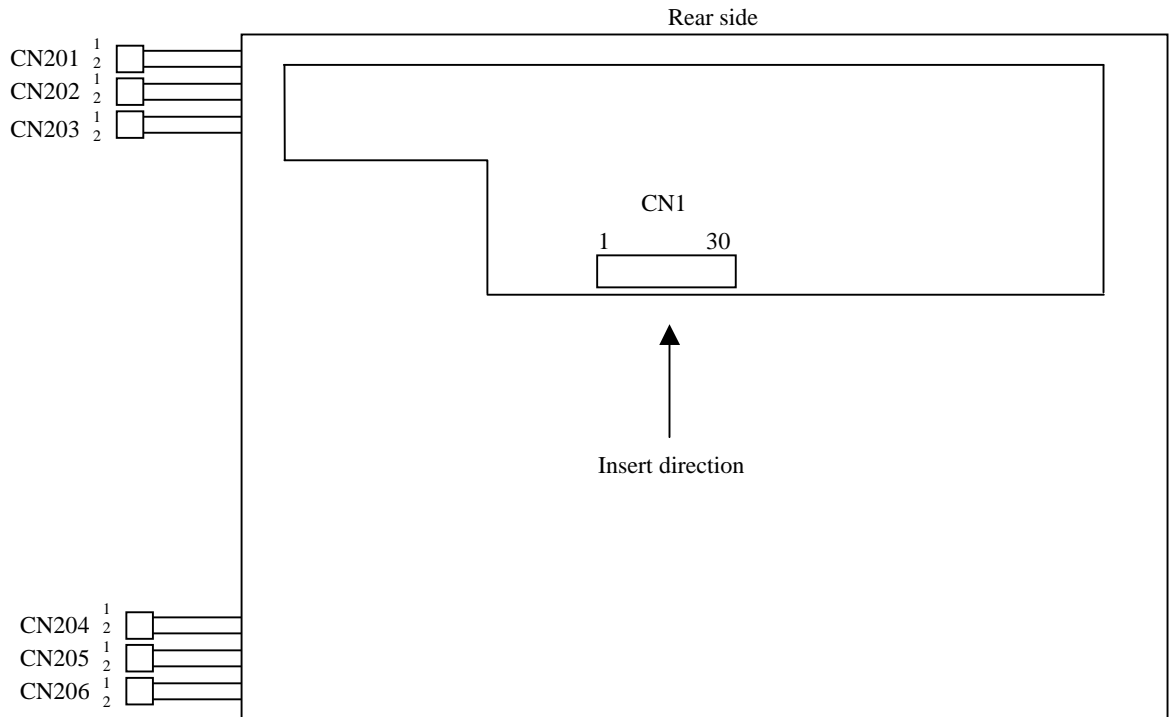 Rear side
CN201 1
2
CN202 1
2
CN203 1
2
CN1
1 30
Insert direction
CN204 1
2
CN205 1
2
CN206 1
2